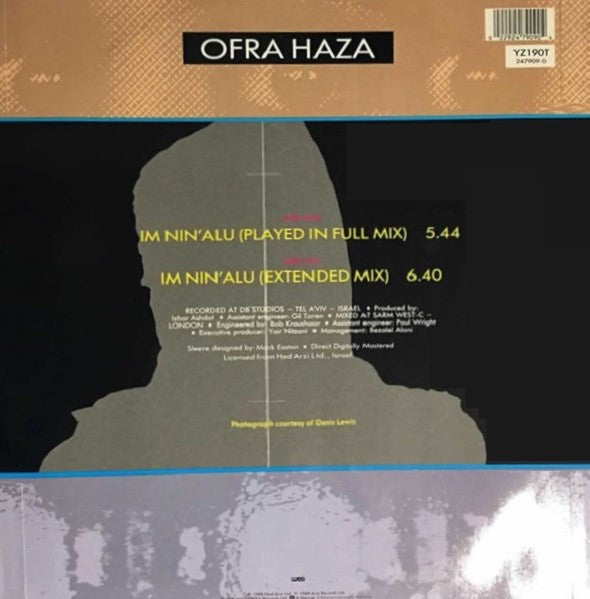 OFRA HAZA
YZ190T
247909-0
IM NIN'ALU (PLAYED IN FULL MIX) 5.44
IM NIN'ALU (EXTENDED MIX) 6.40
RECORDED AT DB STUDIOS – TEL A'VIV – ISRAEL • Produced by:
Izhar Ashdot • Assistant engineer: Gil Toren • MIXED AT SARM WEST-C –
LONDON • Engineered by: Bob Kraushaar • Assistant engineer: Paul Wright
• Executive producer: Yair Nitzani • Management: Bezalel Aloni
Sleeve designed by: Mark Easton • Direct Digitally Mastered
Licensed from Hed Arzi Ltd., Israel
Photograph courtesy of Denis Lewis
wea